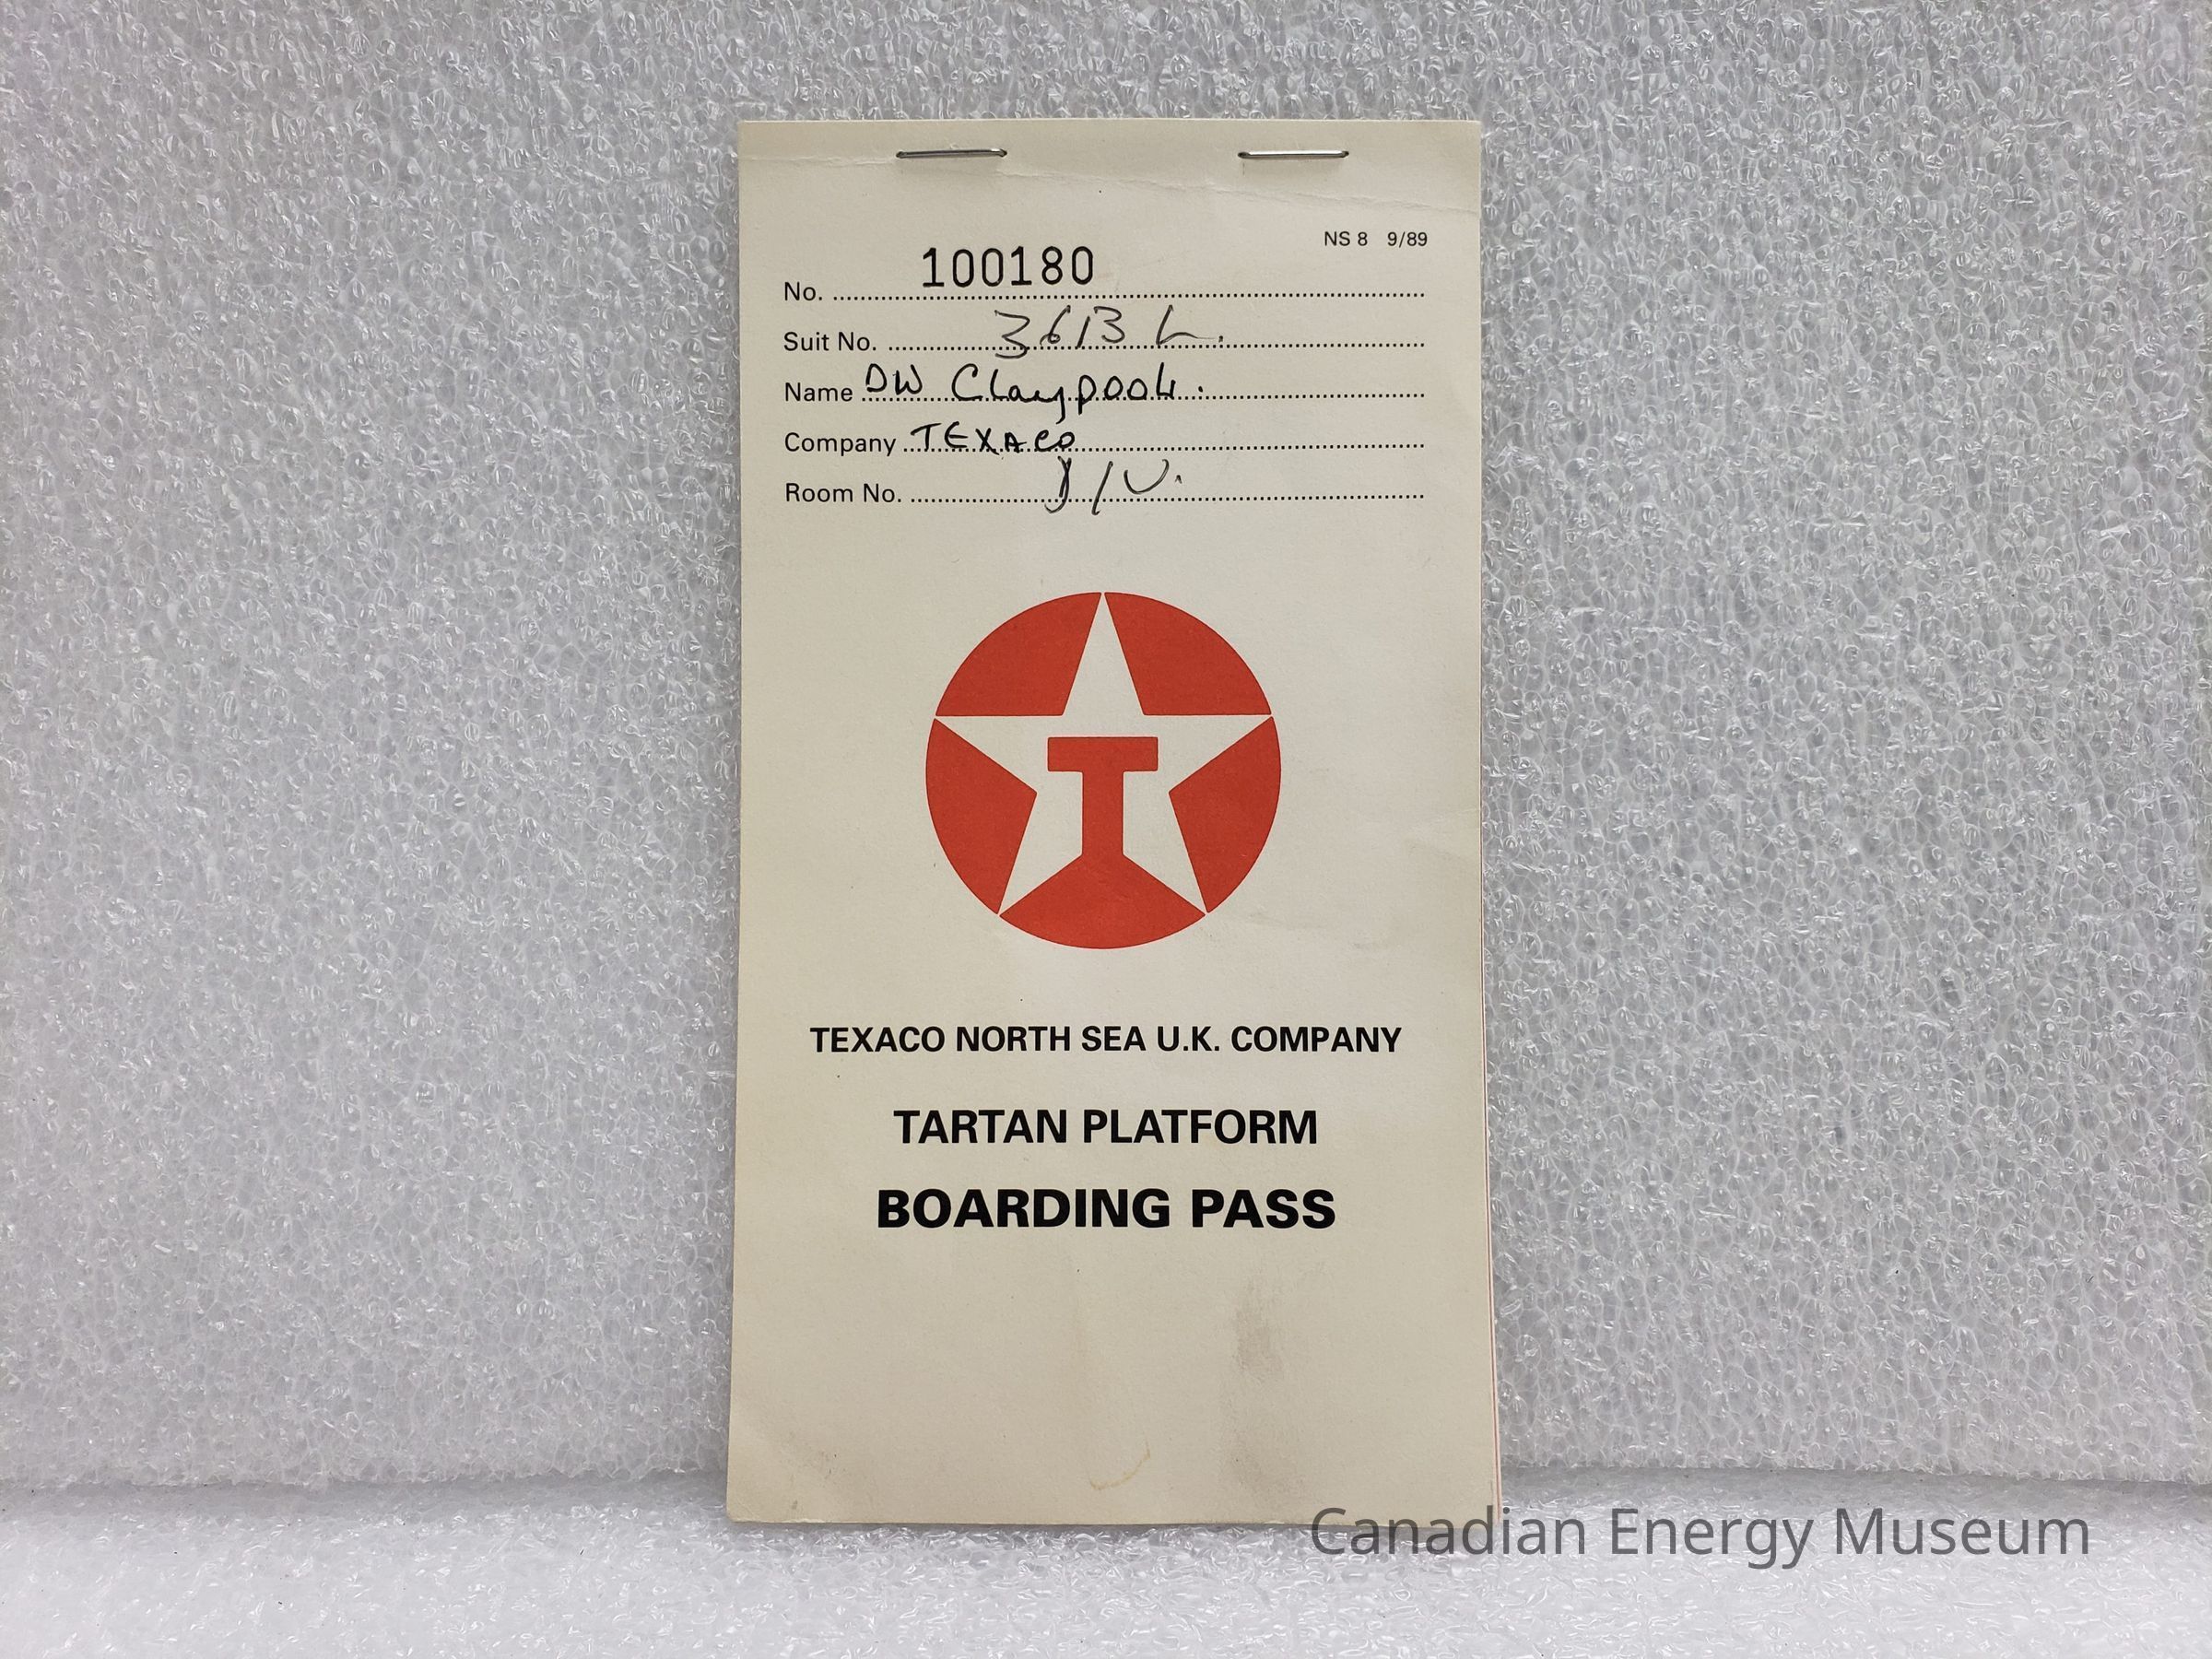 NS 8 9/89
No. 100180
Suit No. 3613 L.
Name DW Claypool.
Company TEXACO
Room No.
T
TEXACO NORTH SEA U.K. COMPANY
TARTAN PLATFORM
BOARDING PASS
Canadian Energy Museum